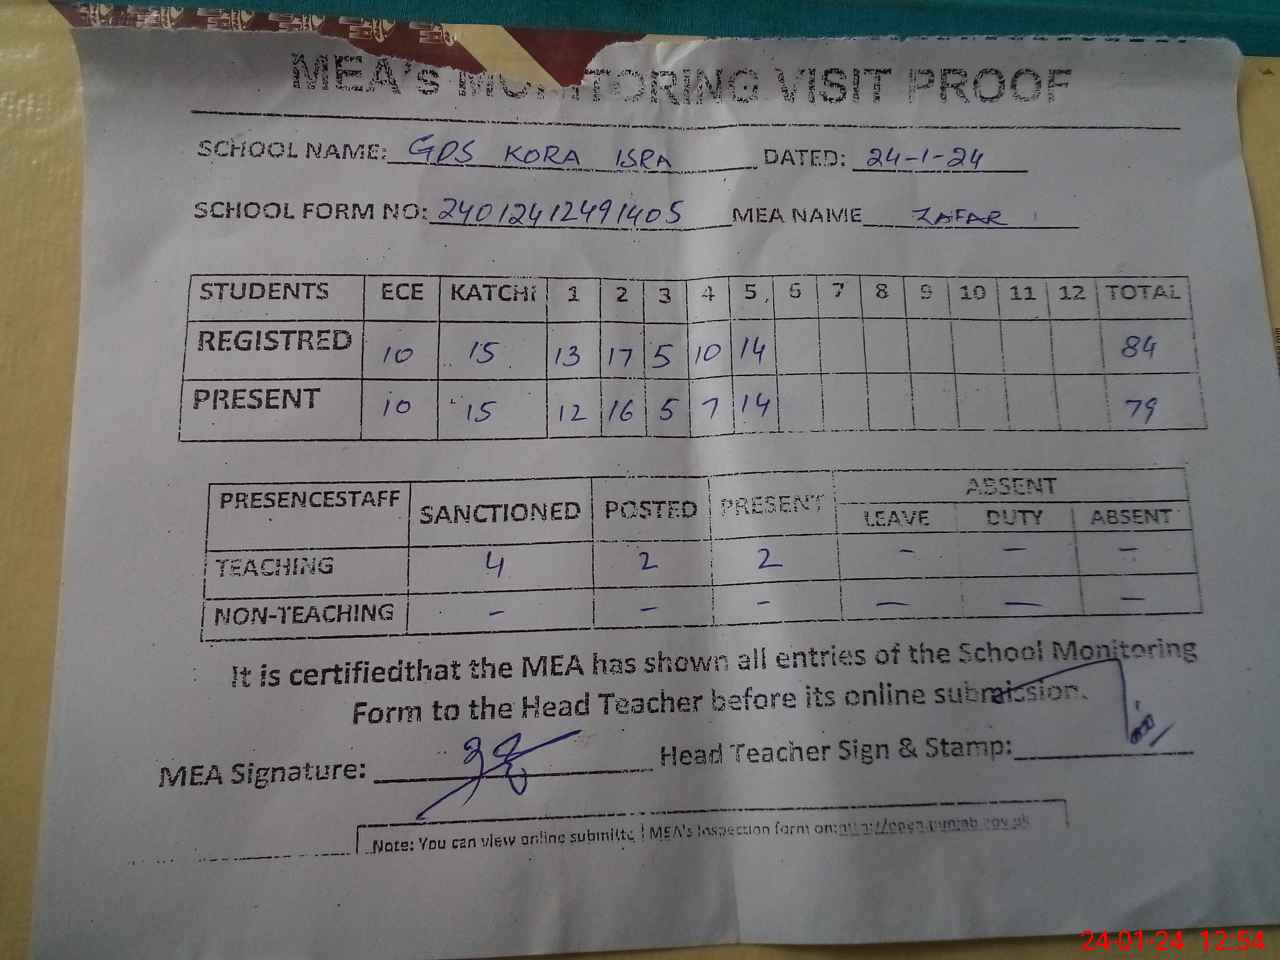 MEA's MONITORING VISIT PROOF
SCHOOL NAME: GPS KORA ISRA DATED: 24-1-24
SCHOOL FORM NO: 24012412491405 MEA NAME ZAFAR
STUDENTS ECE KATCHI 1 2 3 4 5 6 7 8 9 10 11 12 TOTAL
REGISTRED 10 15 13 17 5 10 14 84
PRESENT 10 15 12 16 5 7 14 79
PRESENCESTAFF SANCTIONED POSTED PRESENT ABSENT
LEAVE DUTY ABSENT
TEACHING 4 2 2 - - -
NON-TEACHING - - - - - -
It is certifiedthat the MEA has shown all entries of the School Monitoring
Form to the Head Teacher before its online submission.
MEA Signature: Head Teacher Sign & Stamp:
Note: You can view online submitte MEA's Inspection form on:
24-01-24 12:54